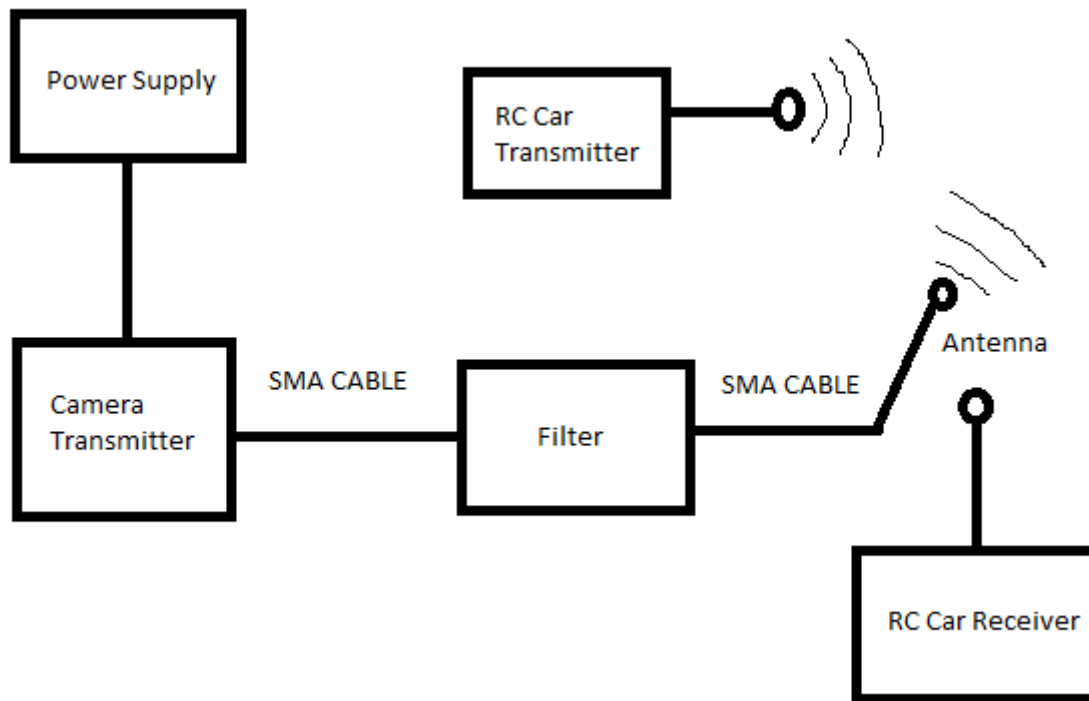 Power Supply
RC Car
Transmitter
Antenna
SMA CABLE
SMA CABLE
Camera
Transmitter
Filter
RC Car Receiver